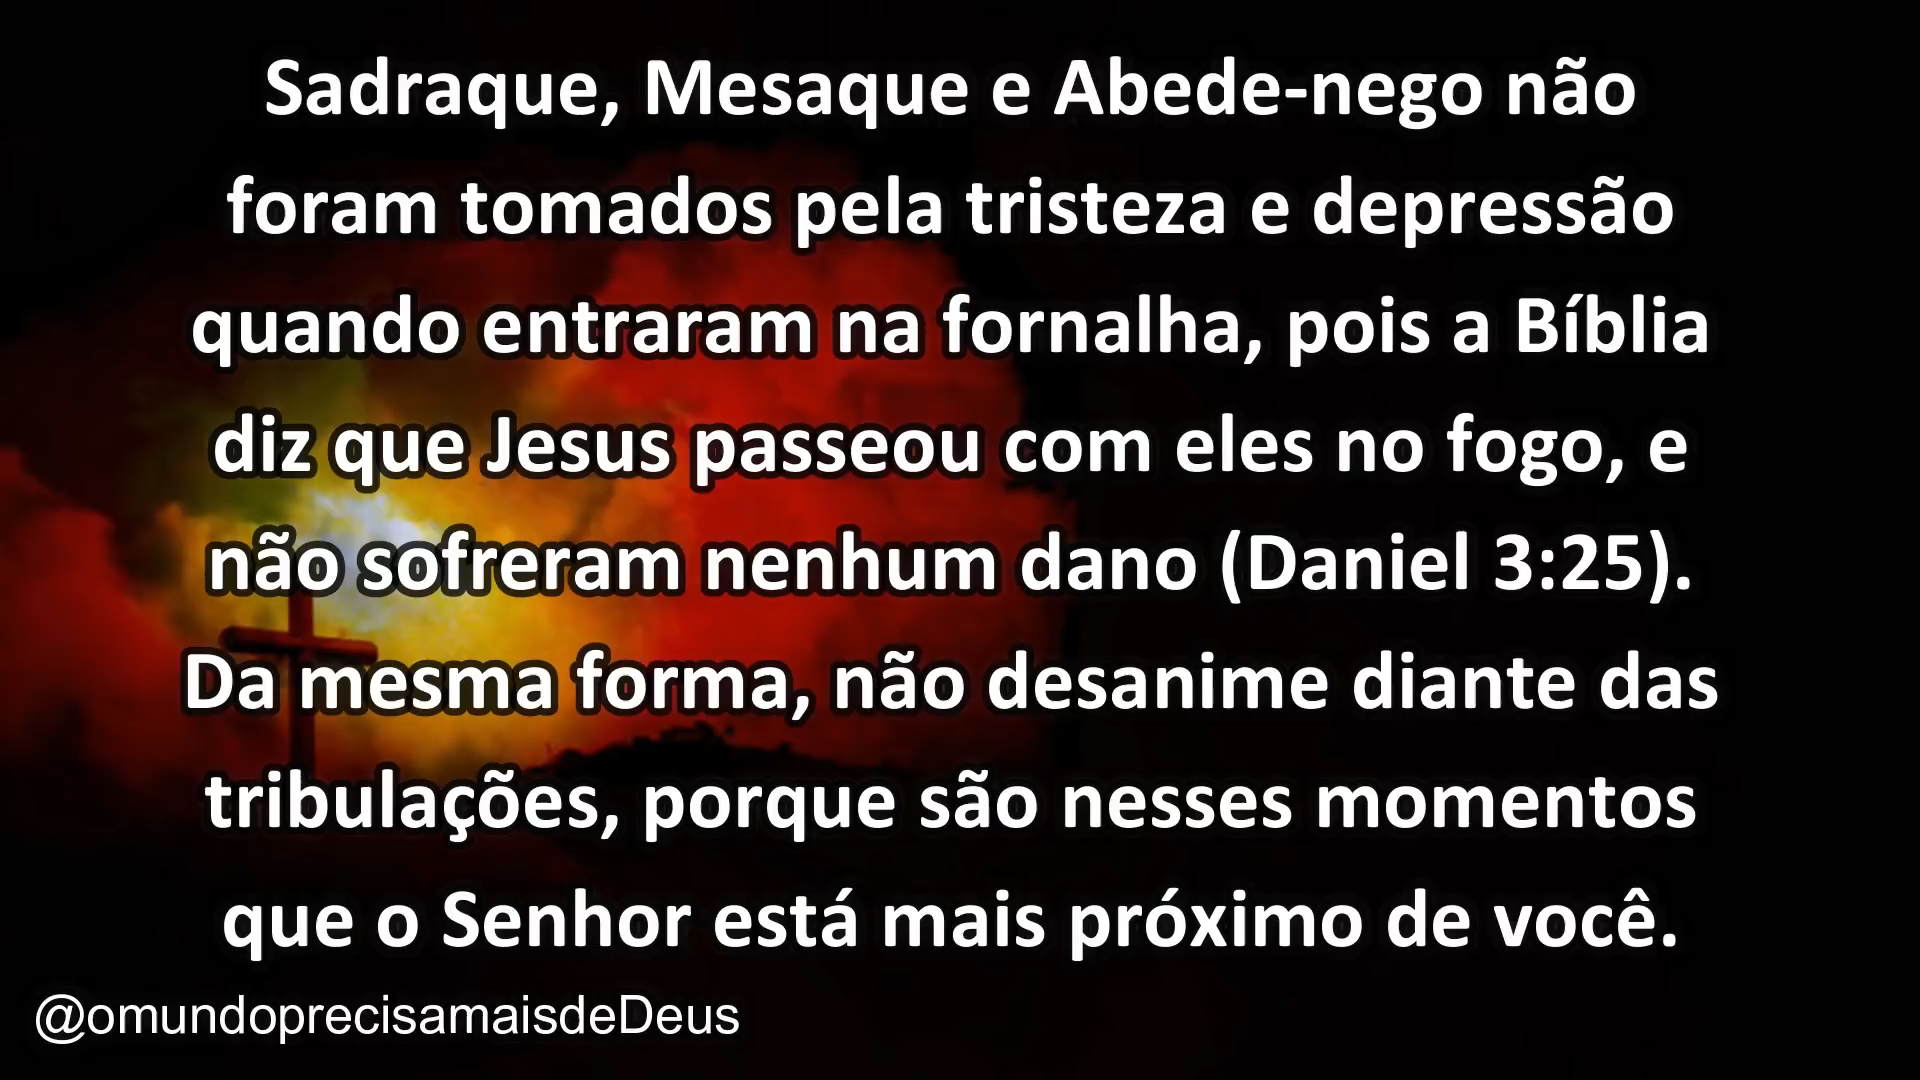 Sadraque, Mesaque e Abede-nego não
foram tomados pela tristeza e depressão
quando entraram na fornalha, pois a Bíblia
diz que Jesus passeou com eles no fogo, e
não sofreram nenhum dano (Daniel 3:25).
Da mesma forma, não desanime diante das
tribulações, porque são nesses momentos
que o Senhor está mais próximo de você.
@omundoprecisamaisdeDeus